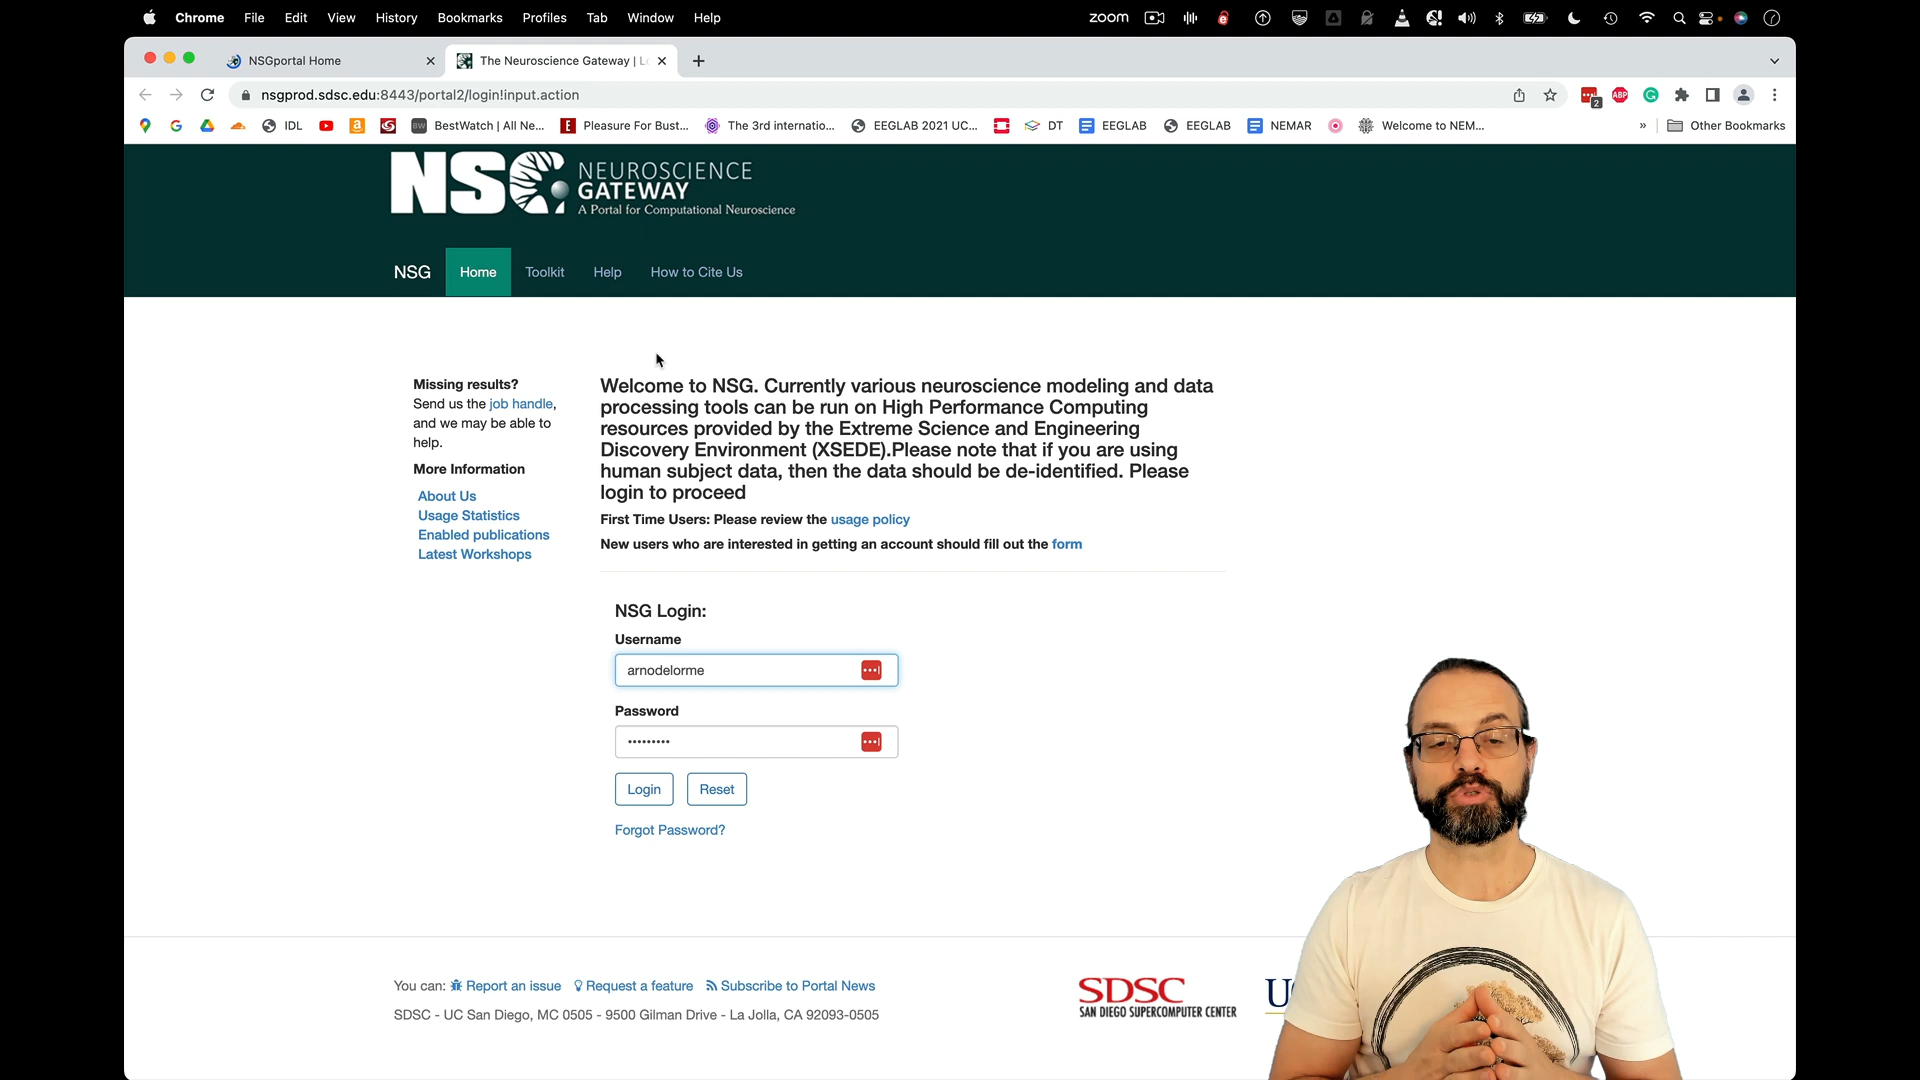 Chrome File Edit View History Bookmarks Profiles Tab Window Help zoom
NSGportal Home The Neuroscience Gateway | L
nsgprod.sdsc.edu:8443/portal2/login!input.action 2 ABP
IDL BW BestWatch | All Ne... E Pleasure For Bust... The 3rd internatio... EEGLAB 2021 UC... DT EEGLAB EEGLAB NEMAR Welcome to NEM... » Other Bookmarks
NSG NEUROSCIENCE
GATEWAY
A Portal for Computational Neuroscience
NSG Home Toolkit Help How to Cite Us
Missing results?
Send us the job handle,
and we may be able to
help.
More Information
About Us
Usage Statistics
Enabled publications
Latest Workshops
Welcome to NSG. Currently various neuroscience modeling and data
processing tools can be run on High Performance Computing
resources provided by the Extreme Science and Engineering
Discovery Environment (XSEDE).Please note that if you are using
human subject data, then the data should be de-identified. Please
login to proceed
First Time Users: Please review the usage policy
New users who are interested in getting an account should fill out the form
NSG Login:
Username
arnodelorme
Password
•••••••••
Login Reset
Forgot Password?
You can: Report an issue Request a feature Subscribe to Portal News
SDSC - UC San Diego, MC 0505 - 9500 Gilman Drive - La Jolla, CA 92093-0505
SDSC
SAN DIEGO SUPERCOMPUTER CENTER